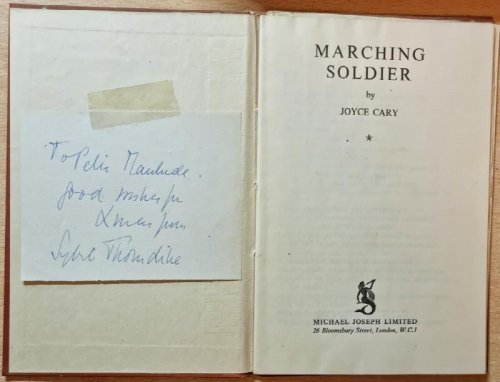 To Peter
good wishes for
Xmas from
Sybil Thorndike
MARCHING
SOLDIER
by
JOYCE CARY
★
MICHAEL JOSEPH LIMITED
26 Bloomsbury Street, London, W.C.1